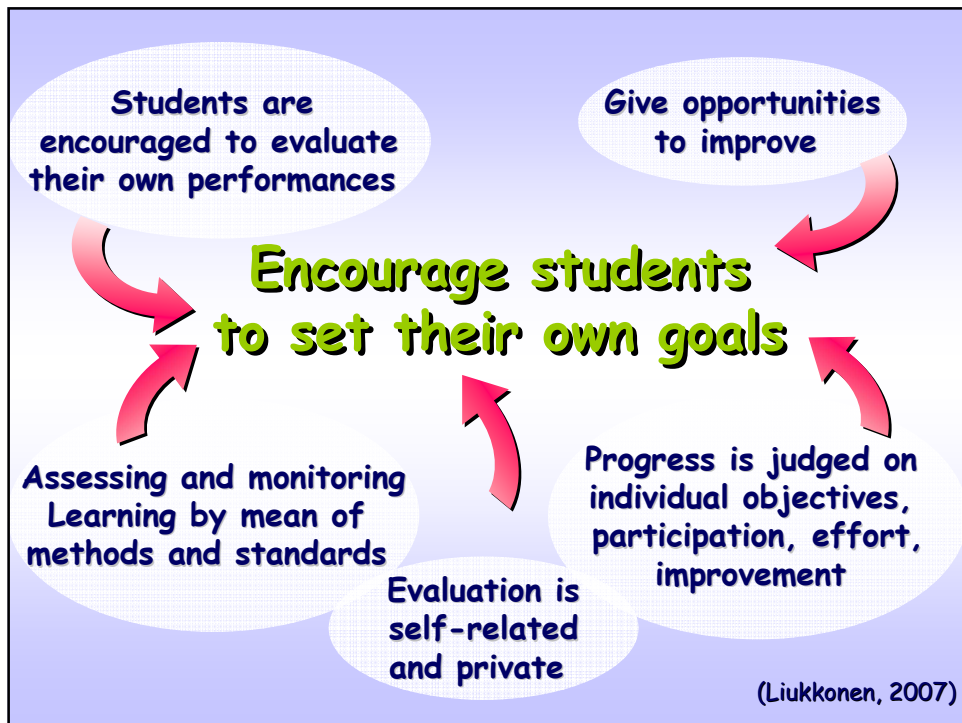 Students are
encouraged to evaluate
their own performances
Give opportunities
to improve
Encourage students
to set their own goals
Assessing and monitoring
Learning by mean of
methods and standards
Evaluation is
self-related
and private
Progress is judged on
individual objectives,
participation, effort,
improvement
(Liukkonen, 2007)